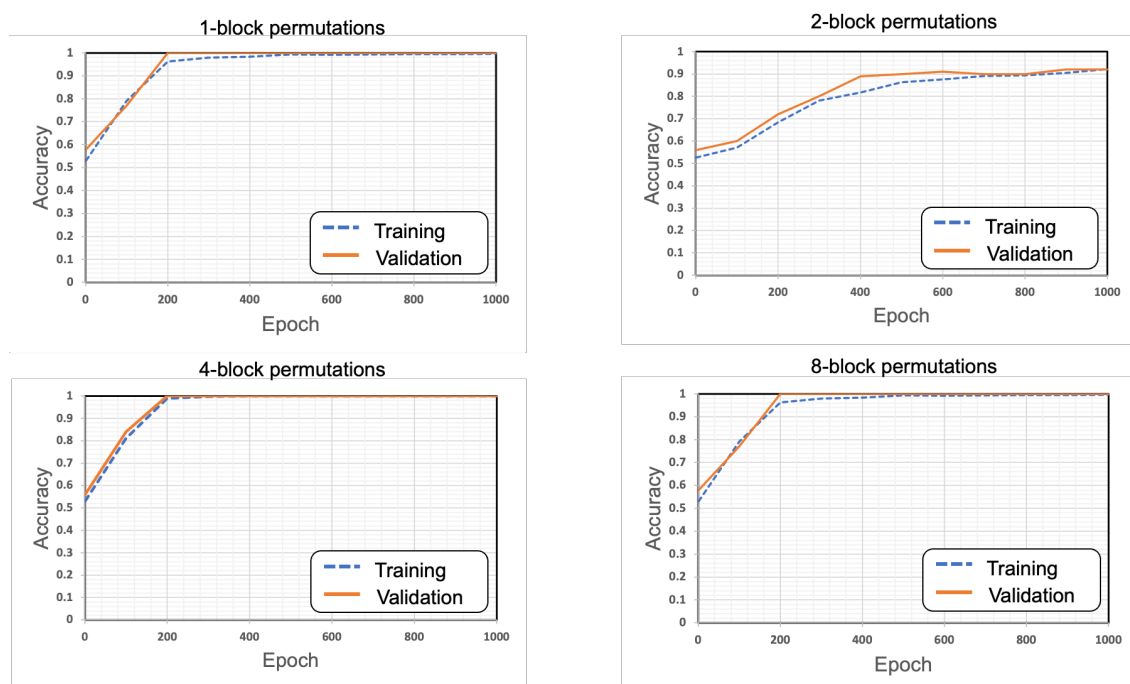 1-block permutations
1
0.9
0.8
0.7
0.6
0.5
0.4
0.3
0.2
0.1
0
Accuracy
Training
Validation
0 200 400 600 800 1000
Epoch
2-block permutations
1
0.9
0.8
0.7
0.6
0.5
0.4
0.3
0.2
0.1
0
Accuracy
Training
Validation
0 200 400 600 800 1000
Epoch
4-block permutations
1
0.9
0.8
0.7
0.6
0.5
0.4
0.3
0.2
0.1
0
Accuracy
Training
Validation
0 200 400 600 800 1000
Epoch
8-block permutations
1
0.9
0.8
0.7
0.6
0.5
0.4
0.3
0.2
0.1
0
Accuracy
Training
Validation
0 200 400 600 800 1000
Epoch